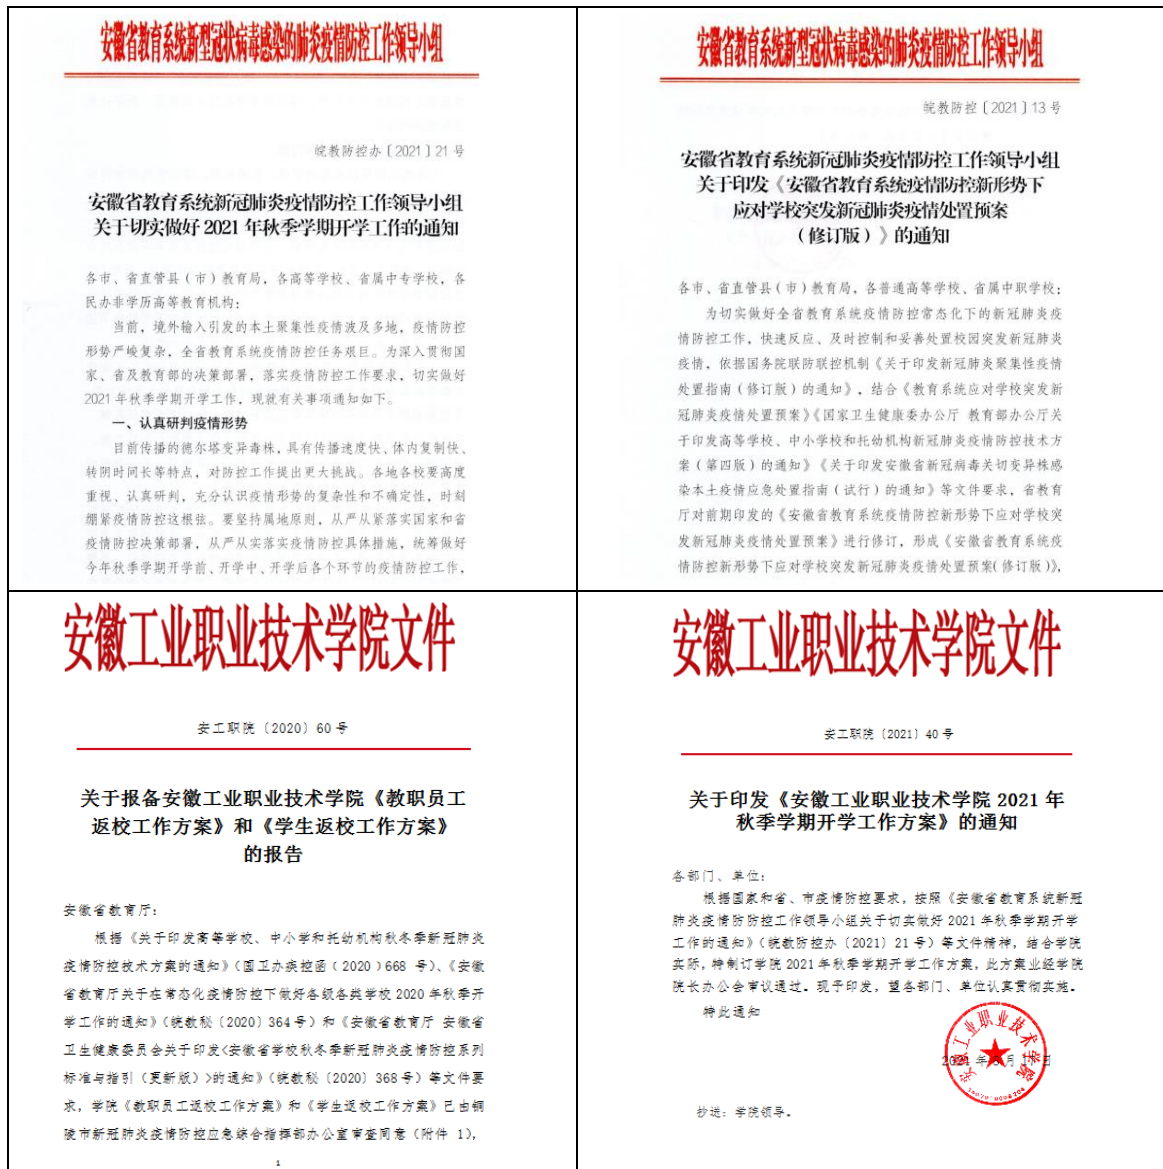 安徽省教育系统新型冠状病毒感染的肺炎疫情防控工作领导小组
皖教防控办〔2021〕21 号
安徽省教育系统新冠肺炎疫情防控工作领导小组
关于切实做好 2021 年秋季学期开学工作的通知
各市、省直管县（市）教育局，各高等学校、省属中专学校，各
民办非学历高等教育机构：
当前，境外输入引发的本土聚集性疫情波及多地，疫情防控
形势严峻复杂，全省教育系统疫情防控任务艰巨。为深入贯彻国
家、省及教育部的决策部署，落实疫情防控工作要求，切实做好
2021 年秋季学期开学工作，现就有关事项通知如下。
一、认真研判疫情形势
目前传播的德尔塔变异毒株，具有传播速度快、体内复制快、
转阴时间长等特点，对防控工作提出更大挑战。各地各校要高度
重视、认真研判，充分认识疫情形势的复杂性和不确定性，时刻
绷紧疫情防控这根弦。要坚持属地原则，从严从紧落实国家和省
疫情防控决策部署，从严从实落实疫情防控具体措施，统筹做好
今年秋季学期开学前、开学中、开学后各个环节的疫情防控工作，
安徽省教育系统新型冠状病毒感染的肺炎疫情防控工作领导小组
皖教防控〔2021〕13 号
安徽省教育系统新冠肺炎疫情防控工作领导小组
关于印发《安徽省教育系统疫情防控新形势下
应对学校突发新冠肺炎疫情处置预案
（修订版）》的通知
各市、省直管县（市）教育局，各普通高等学校、省属中职学校：
为切实做好全省教育系统疫情防控常态化下的新冠肺炎疫
情防控工作，快速反应、及时控制和妥善处置校园突发新冠肺炎
疫情，依据国务院联防联控机制《关于印发新冠肺炎聚集性疫情
处置指南（修订版）的通知》，结合《教育系统应对学校突发新
冠肺炎疫情处置预案》《国家卫生健康委办公厅 教育部办公厅关
于印发高等学校、中小学校和托幼机构新冠肺炎疫情防控技术方
案（第四版）的通知》《关于印发安徽省新冠病毒关切变异株感
染本土疫情应急处置指南（试行）的通知》等文件要求，省教育
厅对前期印发的《安徽省教育系统疫情防控新形势下应对学校突
发新冠肺炎疫情处置预案》进行修订，形成《安徽省教育系统疫
情防控新形势下应对学校突发新冠肺炎疫情处置预案（修订版）》，
安徽工业职业技术学院文件
安工职院〔2020〕60 号
关于报备安徽工业职业技术学院《教职员工
返校工作方案》和《学生返校工作方案》
的报告
安徽省教育厅：
根据《关于印发高等学校、中小学和托幼机构秋冬季新冠肺炎
疫情防控技术方案的通知》（国卫办疾控函〔2020〕668 号）、《安徽
省教育厅关于在常态化疫情防控下做好各级各类学校 2020 年秋季开
学工作的通知》（皖教秘〔2020〕364 号）和《安徽省教育厅 安徽省
卫生健康委员会关于印发<安徽省学校秋冬季新冠肺炎疫情防控系列
标准与指引（更新版）>的通知》（皖教秘〔2020〕368 号）等文件要
求，学院《教职员工返校工作方案》和《学生返校工作方案》已由铜
陵市新冠肺炎疫情防控应急综合指挥部办公室审查同意（附件 1），
1
安徽工业职业技术学院文件
安工职院〔2021〕40 号
关于印发《安徽工业职业技术学院 2021 年
秋季学期开学工作方案》的通知
各部门、单位：
根据国家和省、市疫情防控要求，按照《安徽省教育系统新冠
肺炎疫情防防控工作领导小组关于切实做好 2021 年秋季学期开学
工作的通知》（皖教防控办〔2021〕21 号）等文件精神，结合学院
实际，特制订学院 2021 年秋季学期开学工作方案，此方案业经学院
院长办公会审议通过。现予印发，望各部门、单位认真贯彻实施。
特此通知
安徽工业职业技术学院
抄送：学院领导。